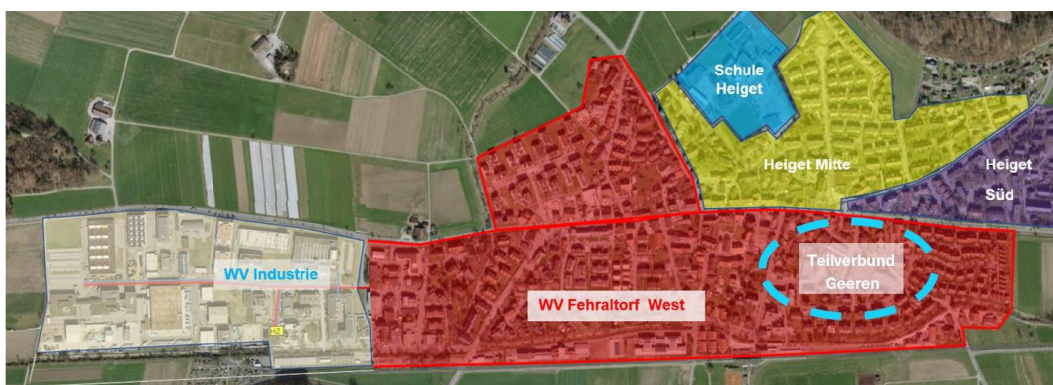 Schule
Heiget
Heiget Mitte
Heiget
Süd
WV Industrie
HZ
WV Fehraltorf West
Teilverbund
Geeren